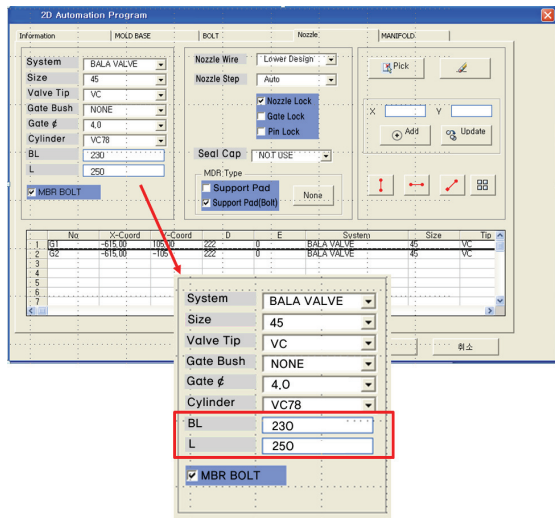 2D Automation Program
Information MOLD BASE BOLT Nozzle MANIFOLD
System BALA VALVE
Size 45
Valve Tip VC
Gate Bush NONE
Gate ¢ 4,0
Cylinder VC78
BL 230
L 250
MBR BOLT
Nozzle Wire Lower Design
Nozzle Step Auto
Nozzle Lock
Gate Lock
Pin Lock
Seal Cap NOT USE
MDR Type
Support Pad
Support Pad(Bolt)
None
Pick
X Y
Add Update
No X-Coord Y-Coord D E System Size Tip
1 G1 -615,00 105,00 222 0 BALA VALVE 45 VC
2 G2 -615,00 -105 222 0 BALA VALVE 45 VC
3
4
5
6
7
취소
System BALA VALVE
Size 45
Valve Tip VC
Gate Bush NONE
Gate ¢ 4,0
Cylinder VC78
BL 230
L 250
MBR BOLT